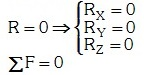 R = 0 ⇒ { R_X = 0
R_Y = 0
R_Z = 0
∑F = 0